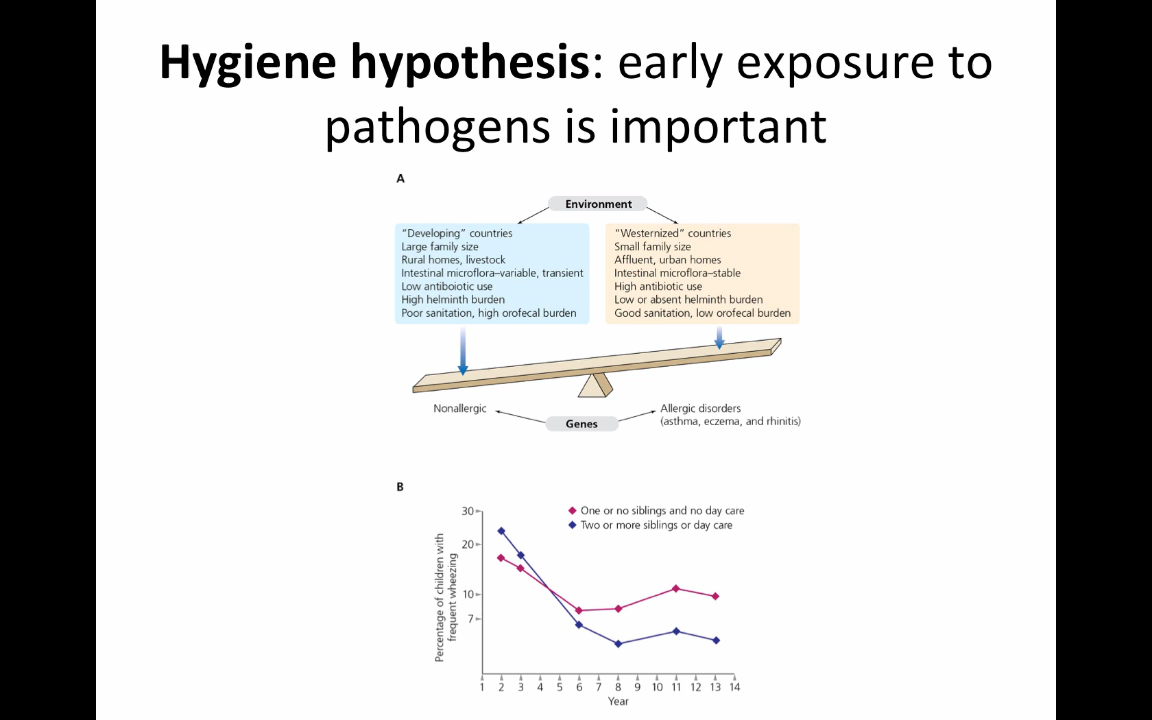 Hygiene hypothesis: early exposure to
pathogens is important
A
Environment
"Developing" countries
Large family size
Rural homes, livestock
Intestinal microflora–variable, transient
Low antiboiotic use
High helminth burden
Poor sanitation, high orofecal burden
"Westernized" countries
Small family size
Affluent, urban homes
Intestinal microflora–stable
High antibiotic use
Low or absent helminth burden
Good sanitation, low orofecal burden
Nonallergic
Genes
Allergic disorders
(asthma, eczema, and rhinitis)
B
One or no siblings and no day care
Two or more siblings or day care
Percentage of children with
frequent wheezing
30
20
10
7
1 2 3 4 5 6 7 8 9 10 11 12 13 14
Year